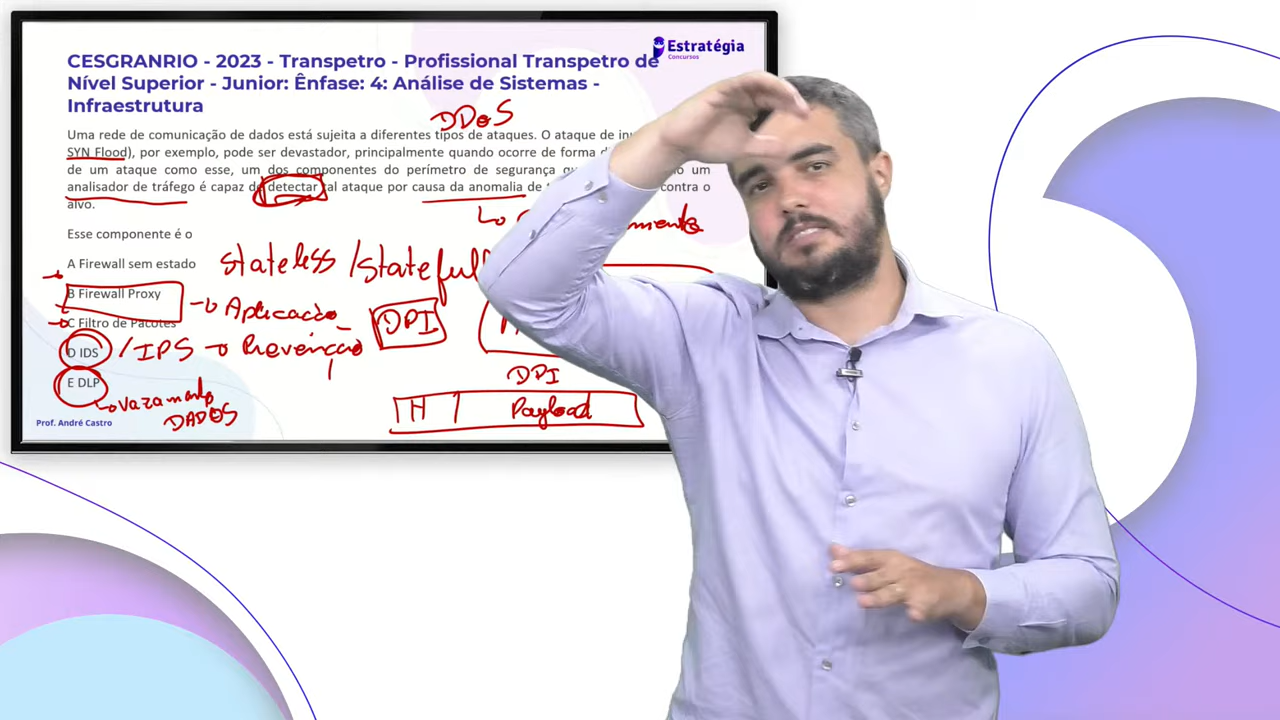 CESGRANRIO - 2023 - Transpetro - Profissional Transpetro de
Nível Superior - Junior: Ênfase: 4: Análise de Sistemas -
Infraestrutura
Estratégia
Concursos
DDoS
Uma rede de comunicação de dados está sujeita a diferentes tipos de ataques. O ataque de
SYN Flood), por exemplo, pode ser devastador, principalmente quando ocorre de forma
de um ataque como esse, um dos componentes do perímetro de segurança um
analisador de tráfego é capaz de detectar tal ataque por causa da anomalia de contra o
alvo.
Esse componente é o
A Firewall sem estado
stateless /statefull
B Firewall Proxy
Aplicação
DPI
C Filtro de Pacotes
D IDS
/IPS → Prevenção
E DLP
Vazamento
DADOS
DPI
H Payload
Prof. André Castro